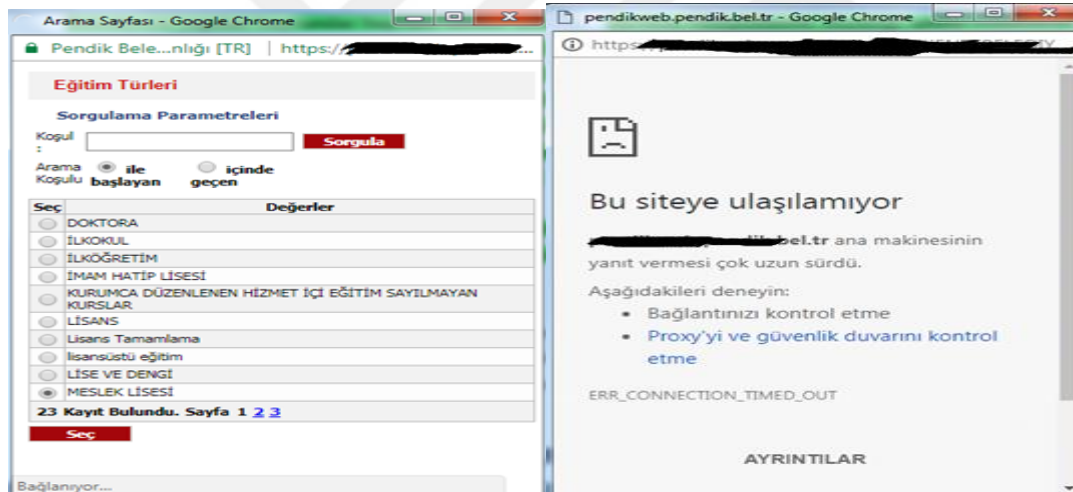 Arama Sayfası - Google Chrome
Pendik Bele...nlığı [TR] | https:/
...
Eğitim Türleri
Sorgulama Parametreleri
Koşul
:
Sorgula
Arama ile içinde
Koşulu başlayan geçen
Seç Değerler
DOKTORA
İLKOKUL
İLKÖĞRETİM
İMAM HATİP LİSESİ
KURUMCA DÜZENLENEN HİZMET İÇİ EĞİTİM SAYILMAYAN
KURSLAR
LİSANS
Lisans Tamamlama
lisansüstü eğitim
LİSE VE DENGİ
MESLEK LİSESİ
23 Kayıt Bulundu. Sayfa 1 2 3
Seç
Bağlanıyor...
pendikweb.pendik.bel.tr - Google Chrome
https
Bu siteye ulaşılamıyor
bel.tr ana makinesinin
yanıt vermesi çok uzun sürdü.
Aşağıdakileri deneyin:
• Bağlantınızı kontrol etme
• Proxy'yi ve güvenlik duvarını kontrol
etme
ERR_CONNECTION_TIMED_OUT
AYRINTILAR